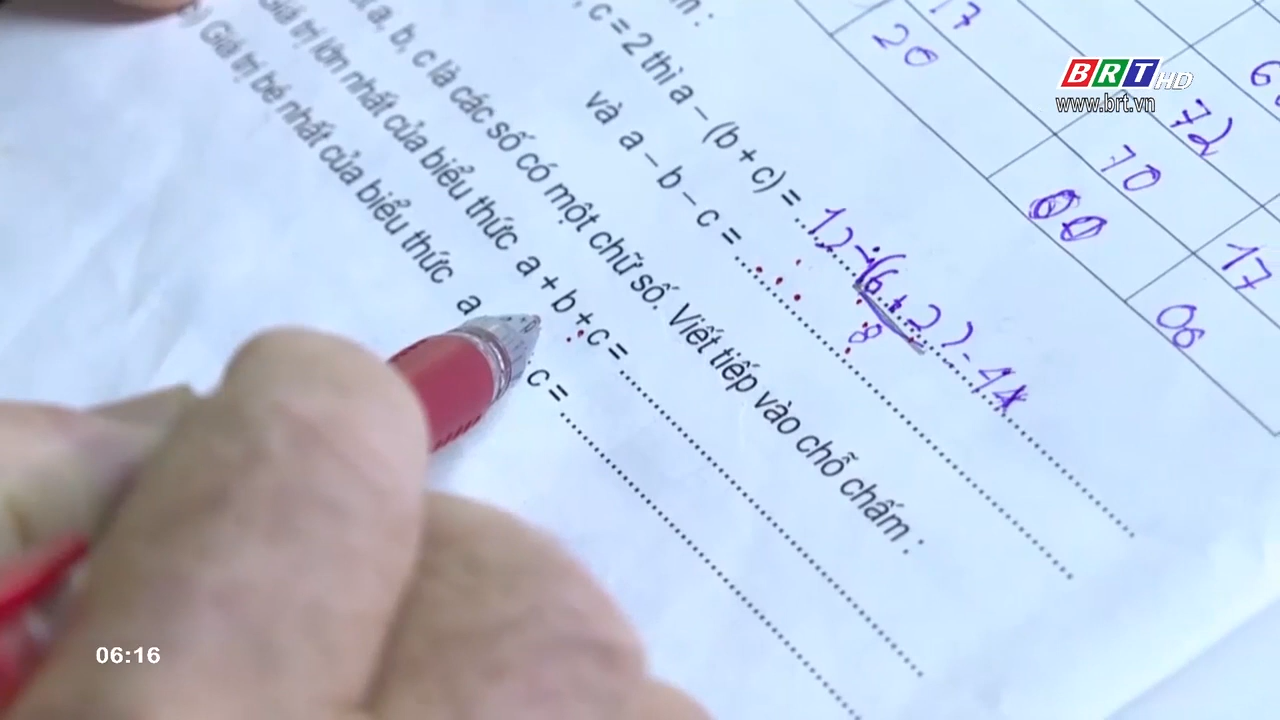 BRT HD
www.brt.vn
17
20
72
70
00
17
06
c = 2 thì a – (b + c) = 12 - (6 + 2) - 4
8
và a – b – c =
a, b, c là các số có một chữ số. Viết tiếp vào chỗ chấm :
Giá trị lớn nhất của biểu thức a + b + c =
) Giá trị bé nhất của biểu thức a c =
06:16